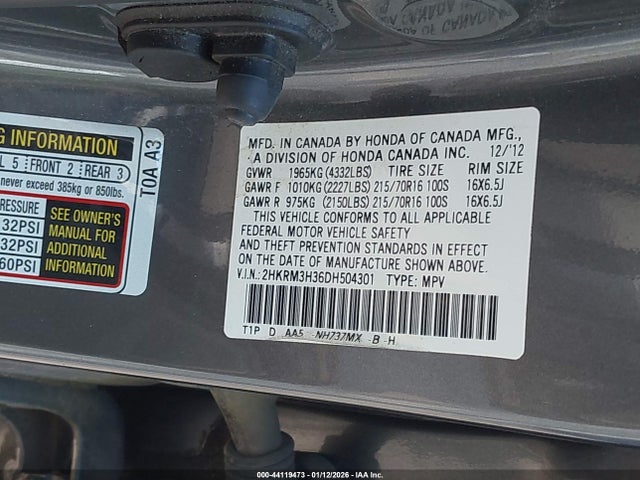 G INFORMATION
L 5 FRONT 2 REAR 3
never exceed 385kg or 850lbs.
PRESSURE
32PSI
32PSI
60PSI
SEE OWNER'S
MANUAL FOR
ADDITIONAL
INFORMATION
T0A A3
MFD. IN CANADA BY HONDA OF CANADA MFG.,
A DIVISION OF HONDA CANADA INC. 12/'12
GVWR 1965KG (4332LBS) TIRE SIZE RIM SIZE
GAWR F 1010KG (2227LBS) 215/70R16 100S 16X6.5J
GAWR R 975KG (2150LBS) 215/70R16 100S 16X6.5J
THIS VEHICLE CONFORMS TO ALL APPLICABLE
FEDERAL MOTOR VEHICLE SAFETY
AND THEFT PREVENTION STANDARDS IN EFFECT
ON THE DATE OF MANUFACTURE SHOWN ABOVE.
V.I.N.: 2HKRM3H36DH504301 TYPE: MPV
T1P D AA5 NH737MX B H
000-44119473 - 01/12/2026 - IAA Inc.